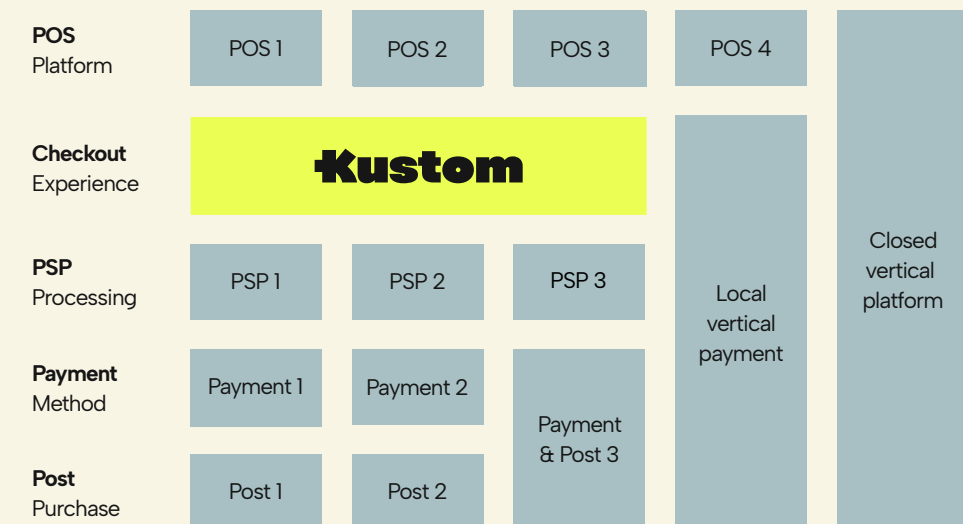 POS
Platform
POS 1
POS 2
POS 3
POS 4
Checkout
Experience
Kustom
Closed
vertical
platform
PSP
Processing
PSP 1
PSP 2
PSP 3
Local
vertical
payment
Payment
Method
Payment 1
Payment 2
Payment
& Post 3
Post
Purchase
Post 1
Post 2